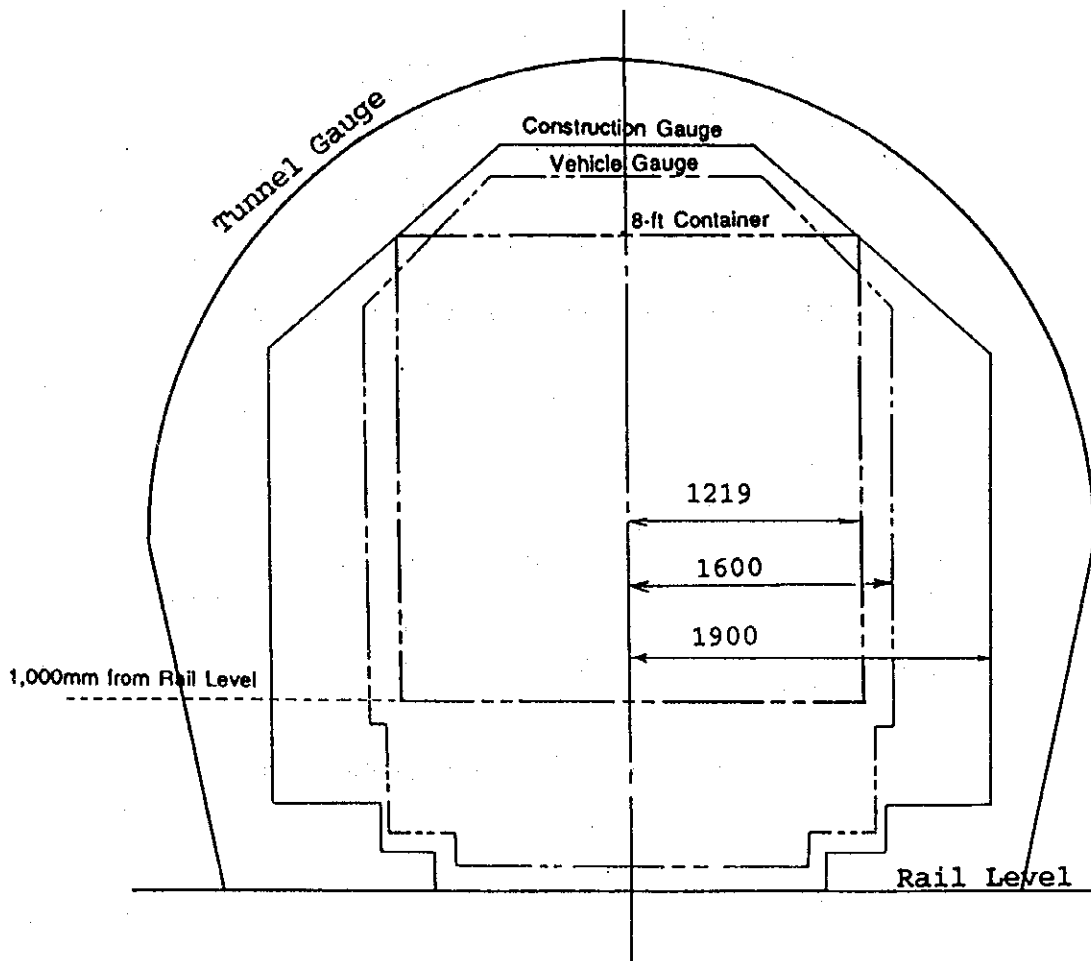 Tunnel Gauge
Construction Gauge
Vehicle Gauge
8-ft Container
1219
1600
1900
1,000mm from Rail Level
Rail Level